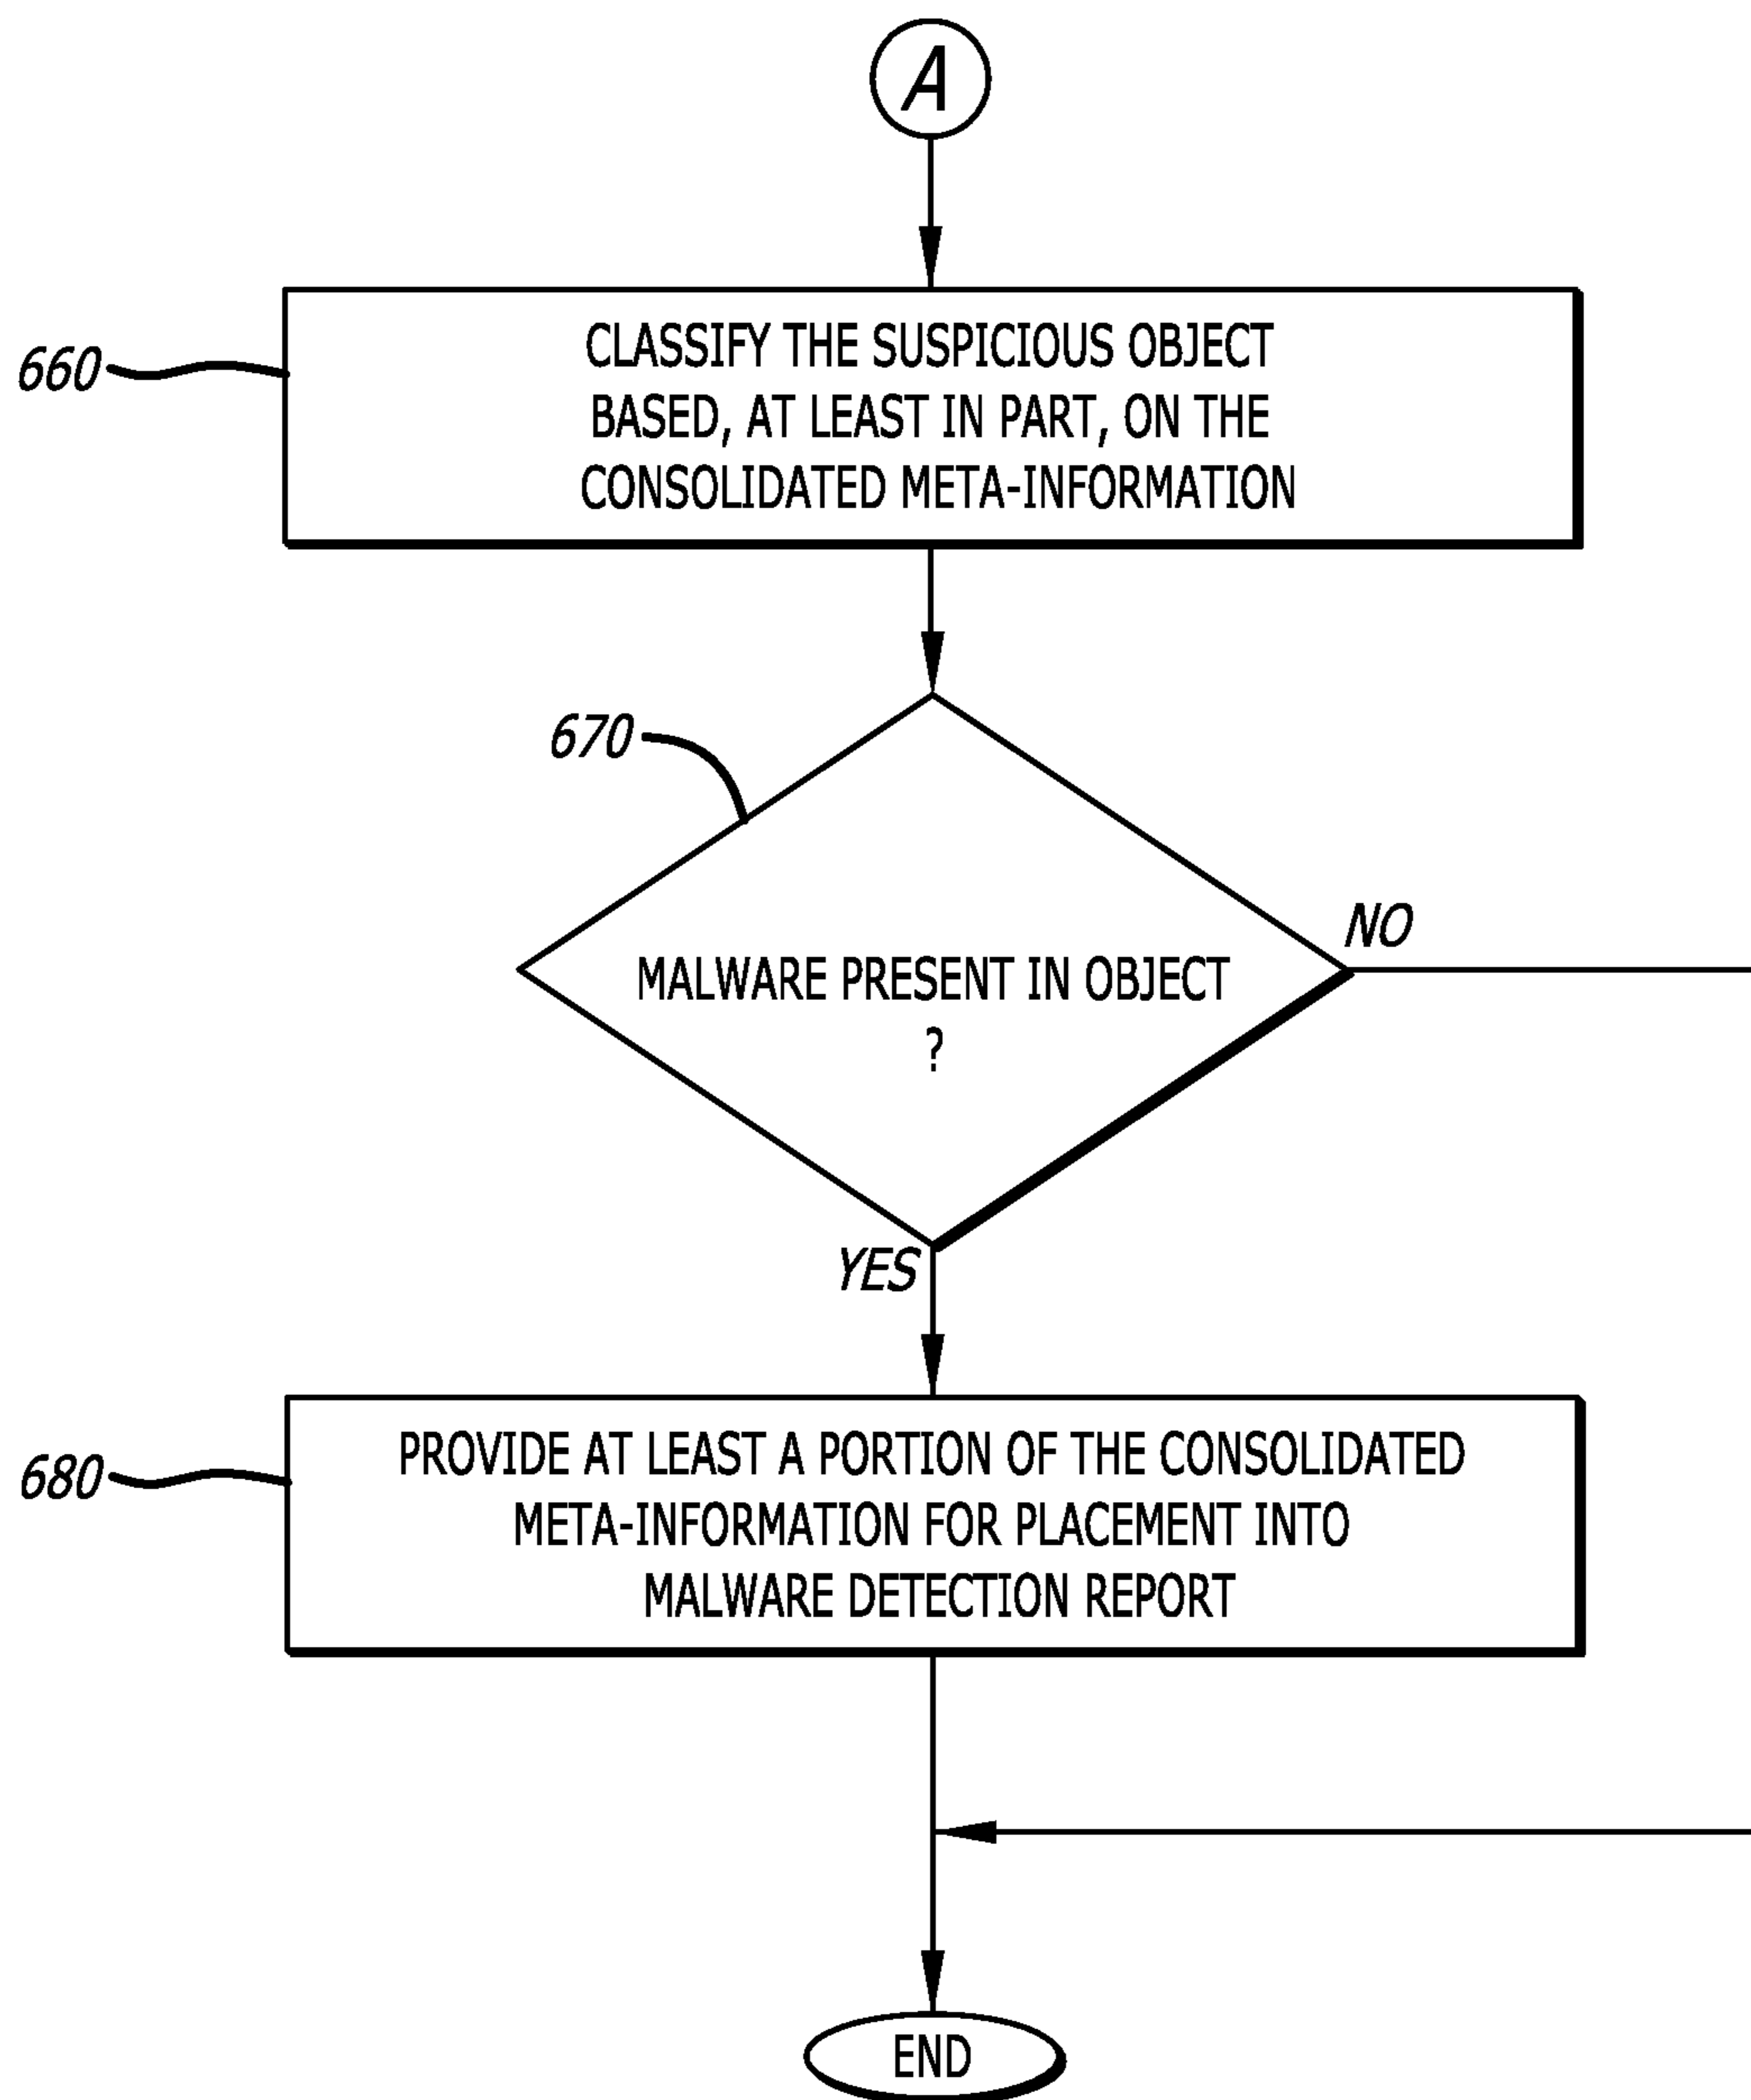 A
660
CLASSIFY THE SUSPICIOUS OBJECT
BASED, AT LEAST IN PART, ON THE
CONSOLIDATED META-INFORMATION
670
NO
MALWARE PRESENT IN OBJECT
?
YES
680
PROVIDE AT LEAST A PORTION OF THE CONSOLIDATED
META-INFORMATION FOR PLACEMENT INTO
MALWARE DETECTION REPORT
END